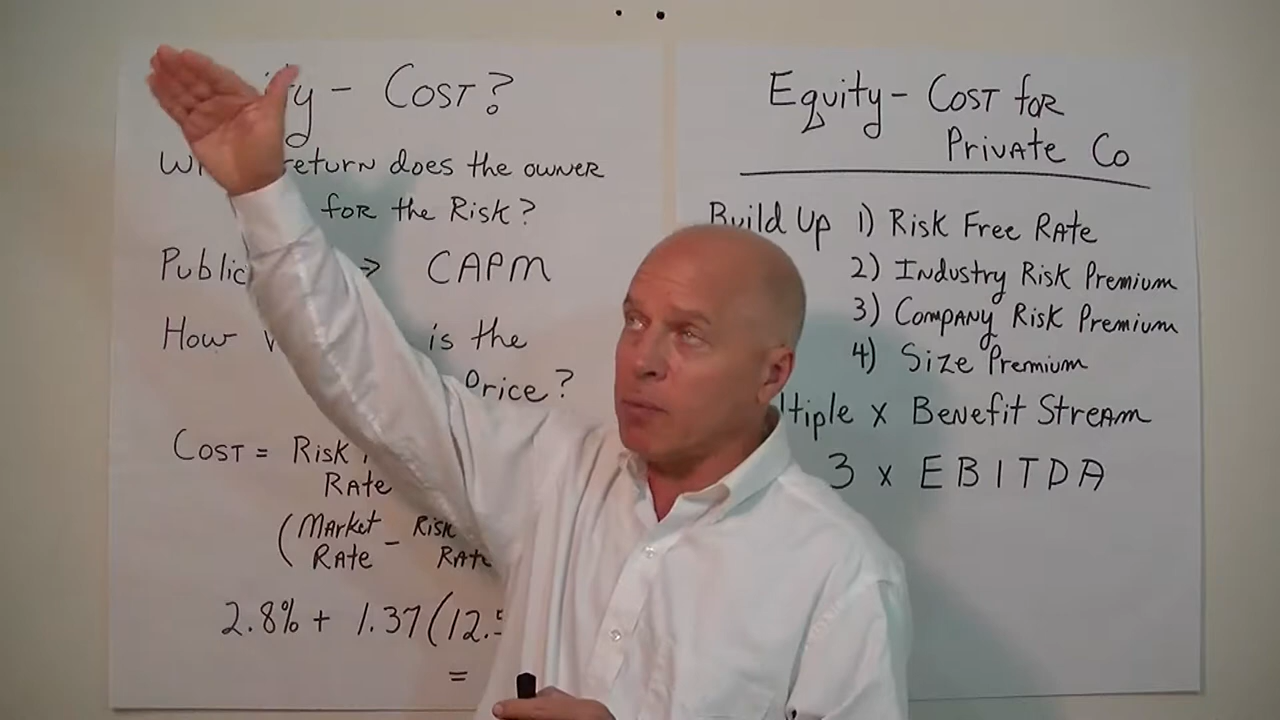 Cost?
return does the owner
for the Risk?
Public → CAPM
How is the
Price?
Cost = Risk
Rate
(Market Rate - Risk
Rate
2.8% + 1.37(12.5
=
Equity - Cost for
Private Co
Build Up 1) Risk Free Rate
2) Industry Risk Premium
3) Company Risk Premium
4) Size Premium
x Benefit Stream
3 x EBITDA